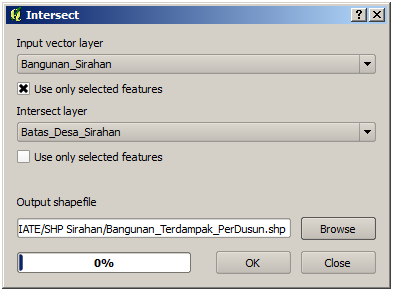 Intersect
Input vector layer
Bangunan_Sirahan
Use only selected features
Intersect layer
Batas_Desa_Sirahan
Use only selected features
Output shapefile
IATE/SHP Sirahan/Bangunan_Terdampak_PerDusun.shp
Browse
0%
OK
Close